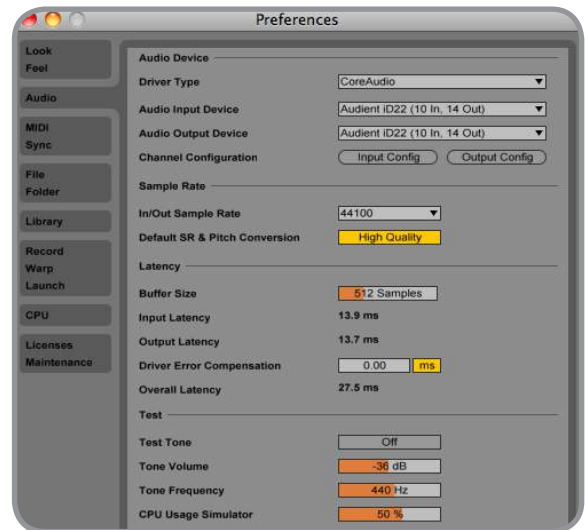 Preferences
Look
Feel
Audio
MIDI
Sync
File
Folder
Library
Record
Warp
Launch
CPU
Licenses
Maintenance
Audio Device
Driver Type CoreAudio
Audio Input Device Audient iD22 (10 In, 14 Out)
Audio Output Device Audient iD22 (10 In, 14 Out)
Channel Configuration Input Config Output Config
Sample Rate
In/Out Sample Rate 44100
Default SR & Pitch Conversion High Quality
Latency
Buffer Size 512 Samples
Input Latency 13.9 ms
Output Latency 13.7 ms
Driver Error Compensation 0.00 ms
Overall Latency 27.5 ms
Test
Test Tone Off
Tone Volume -36 dB
Tone Frequency 440 Hz
CPU Usage Simulator 50 %